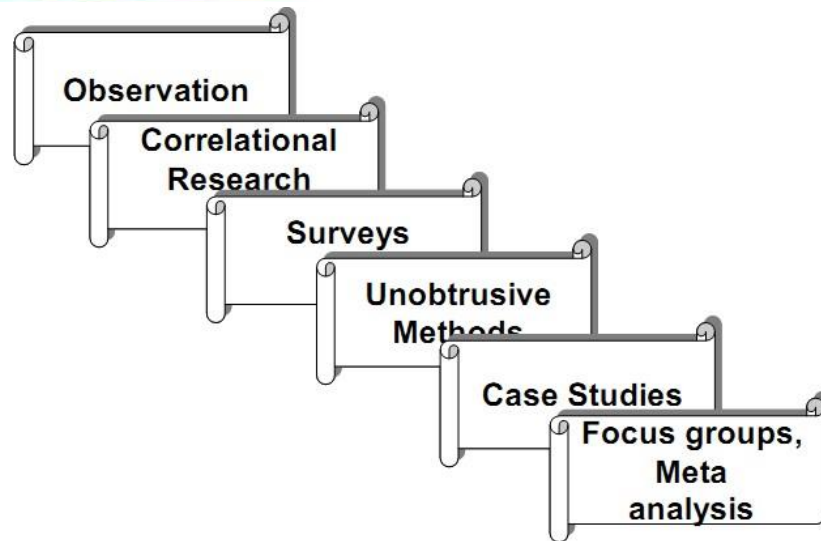 Observation
Correlational
Research
Surveys
Unobtrusive
Methods
Case Studies
Focus groups,
Meta
analysis